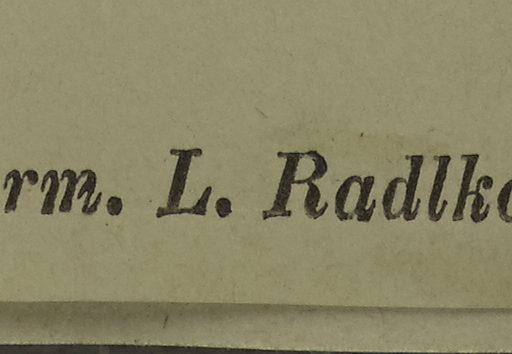 rm. L. Radlko